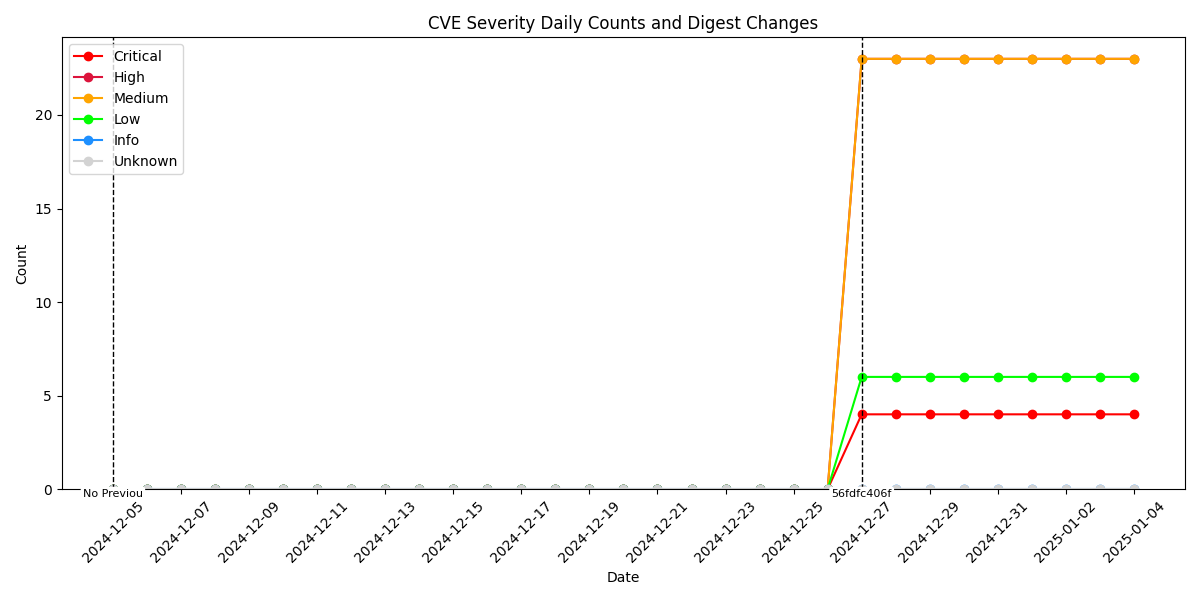 CVE Severity Daily Counts and Digest Changes
Critical
High
Medium
Low
Info
Unknown
Count
20
15
10
5
0
No Previou
56fdfc406f
2024-12-05
2024-12-07
2024-12-09
2024-12-11
2024-12-13
2024-12-15
2024-12-17
2024-12-19
2024-12-21
2024-12-23
2024-12-25
2024-12-27
2024-12-29
2024-12-31
2025-01-02
2025-01-04
Date